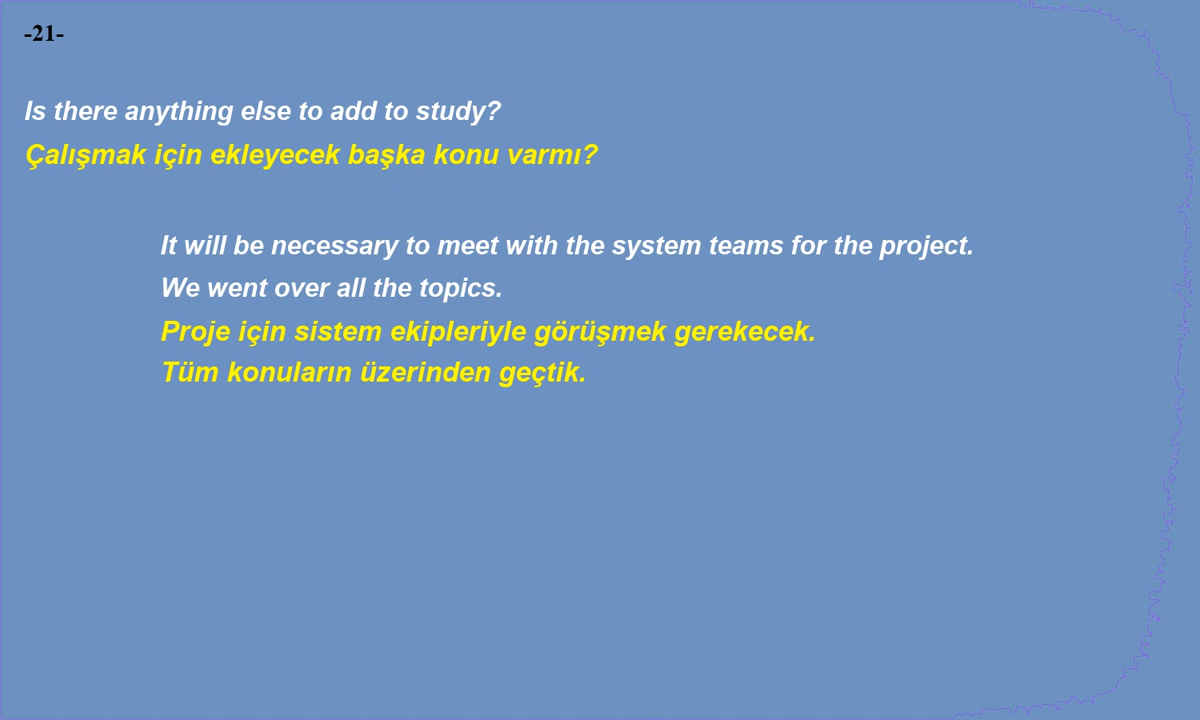 -21-
Is there anything else to add to study?
Çalışmak için ekleyecek başka konu varmı?
It will be necessary to meet with the system teams for the project.
We went over all the topics.
Proje için sistem ekipleriyle görüşmek gerekecek.
Tüm konuların üzerinden geçtik.